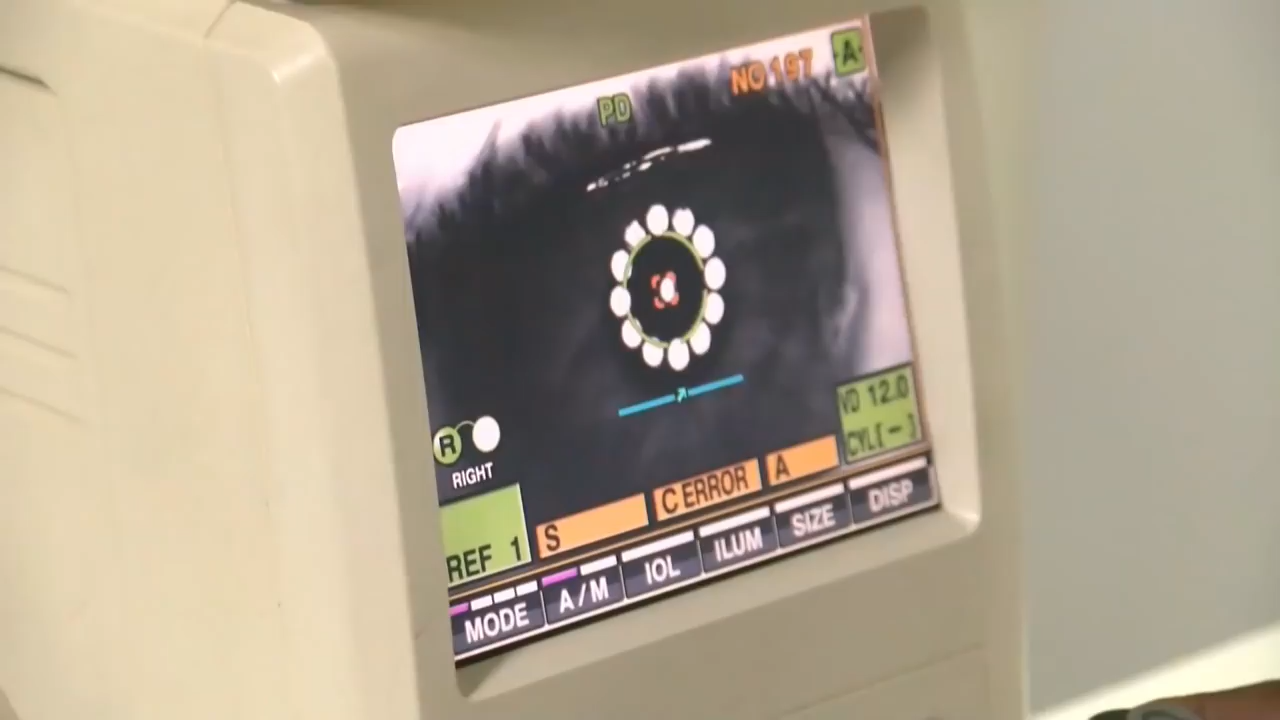 PD
NO 197
A
R
RIGHT
VD 12.0
CYL[-]
REF 1
S
C ERROR
A
MODE
A/M
IOL
ILUM
SIZE
DISP